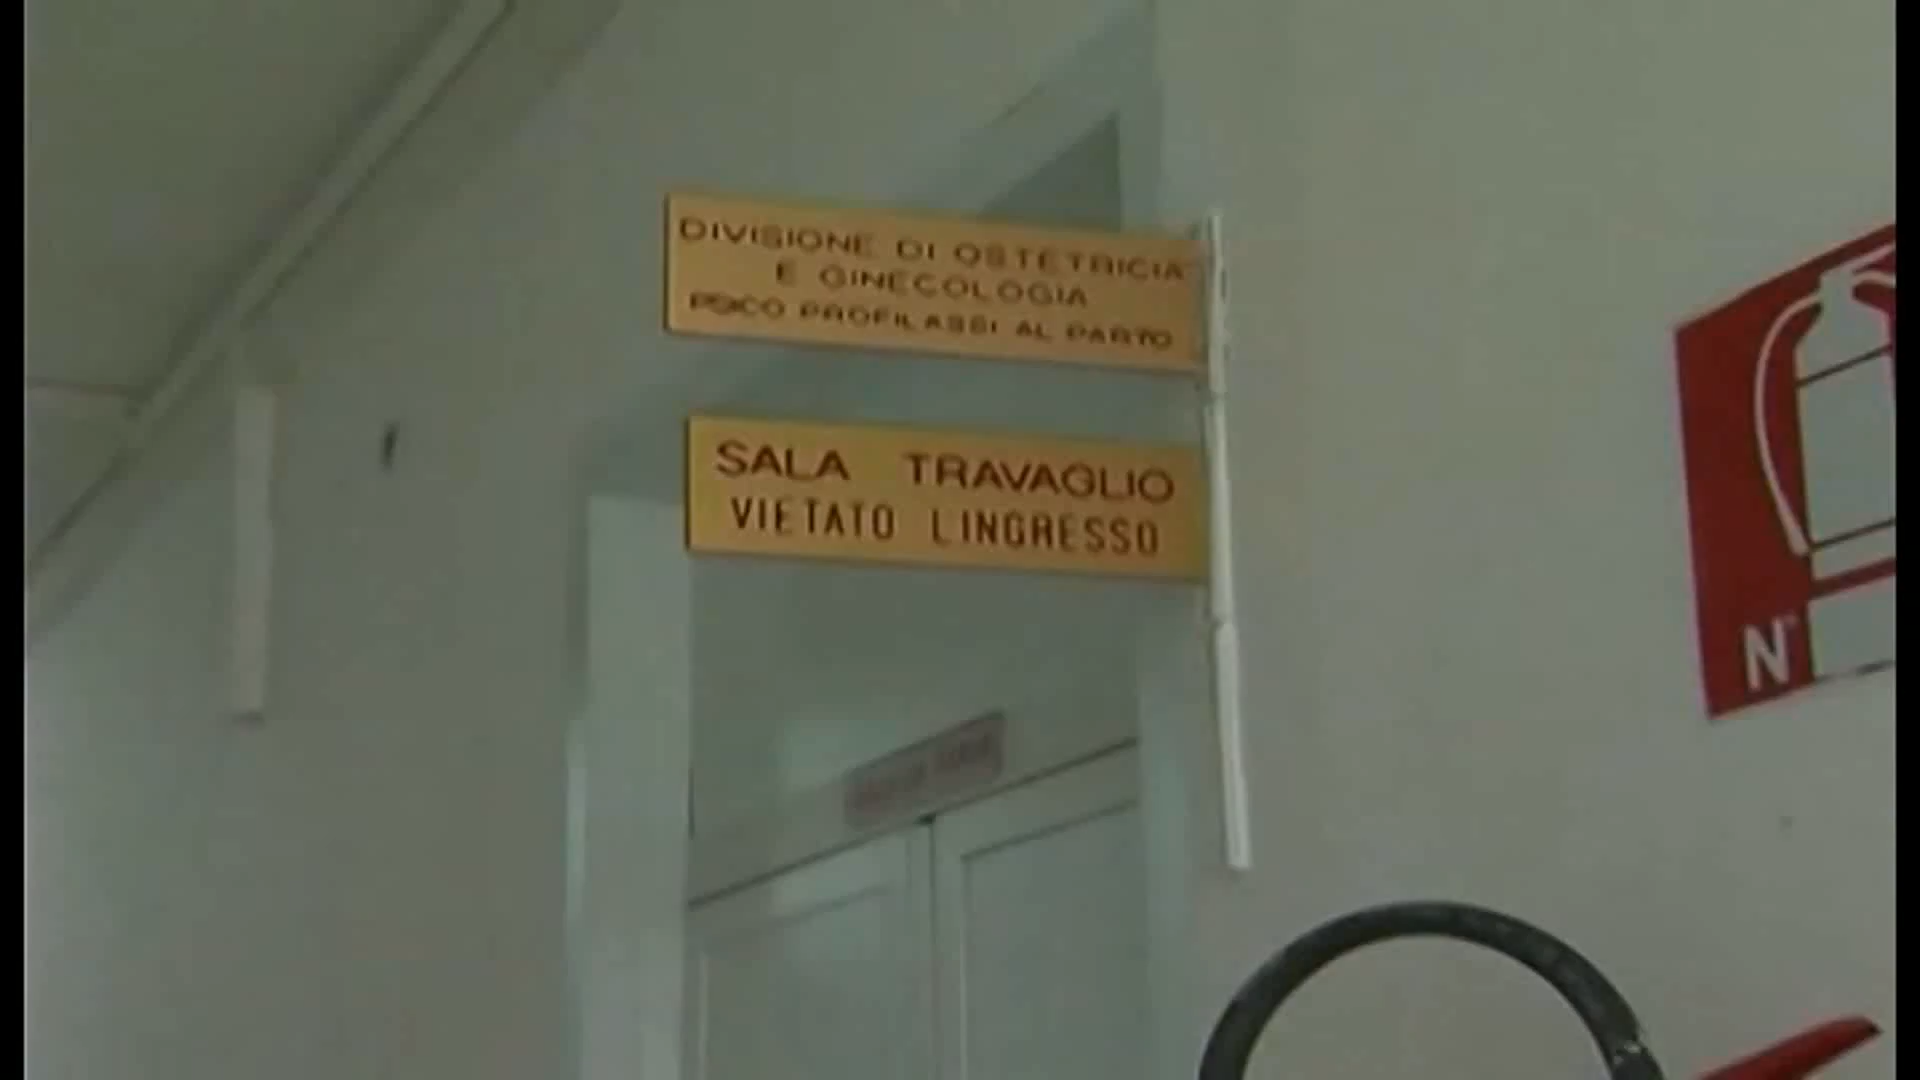 DIVISIONE DI OSTETRICIA
E GINECOLOGIA
PSICO PROFILASSI AL PARTO
SALA TRAVAGLIO
VIETATO L'INGRESSO
N°